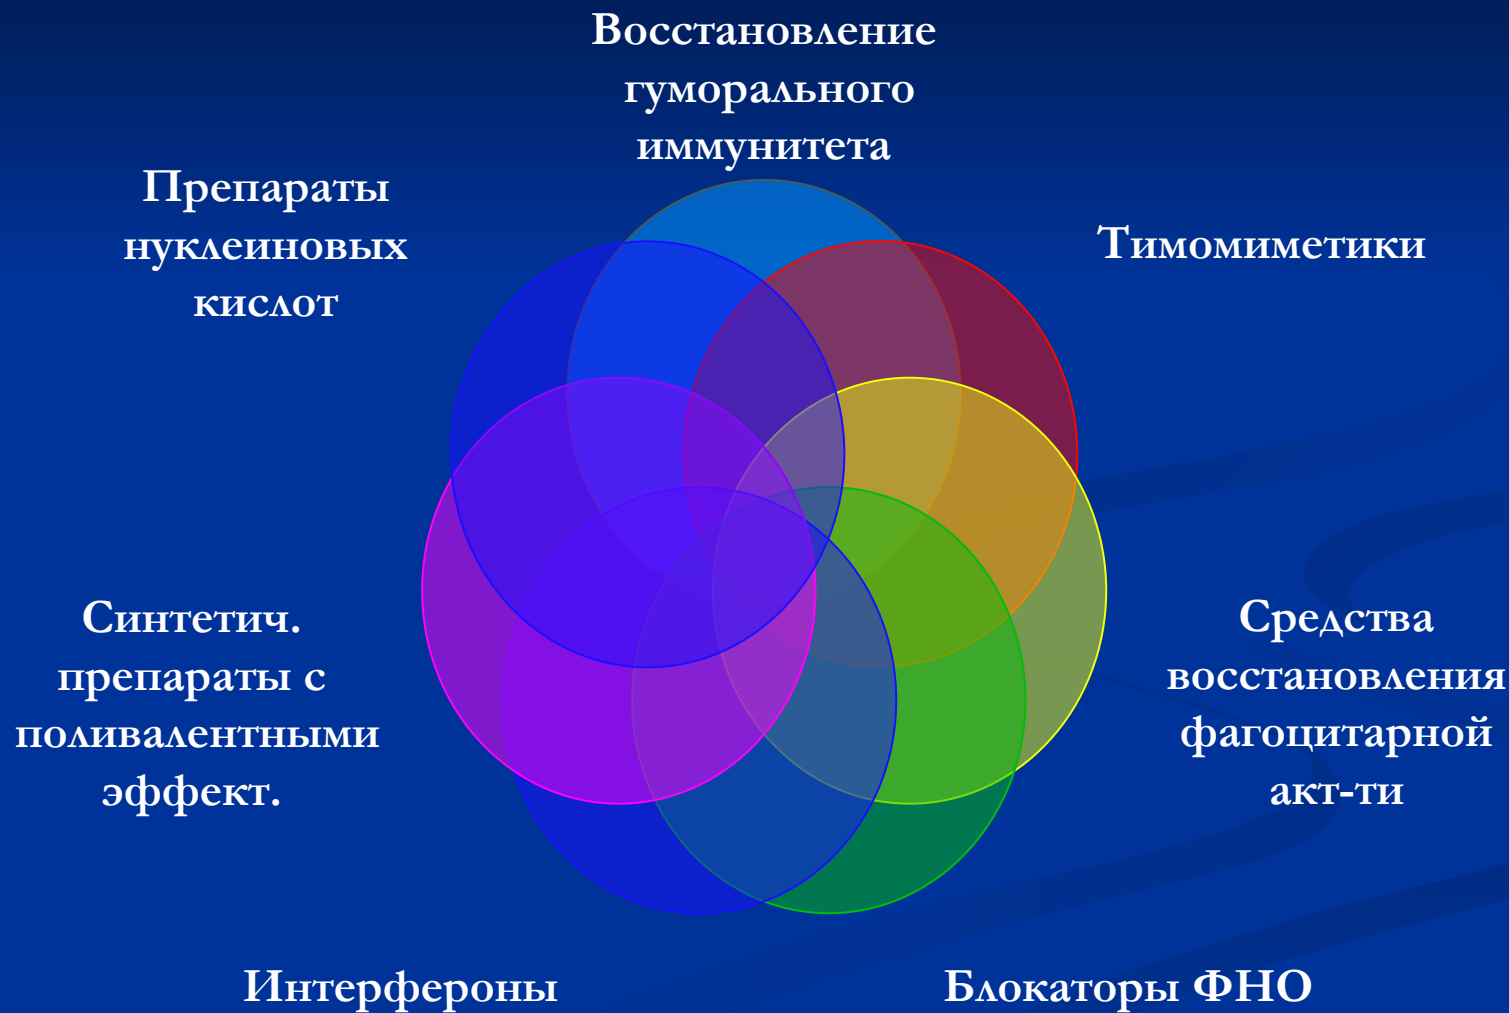 Восстановление
гуморального
иммунитета
Препараты
нуклеиновых
кислот
Тимомиметики
Синтетич.
препараты с
поливалентными
эффект.
Средства
восстановления
фагоцитарной
акт-ти
Интерфероны
Блокаторы ФНО